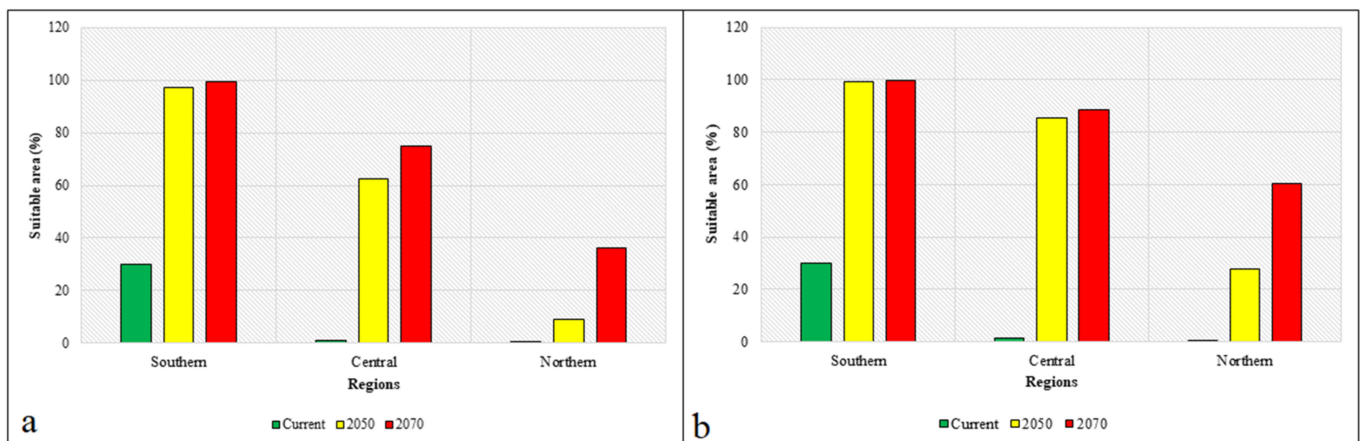 120
100
80
60
40
20
0
Suitable area (%)
Southern Central Northern
Regions
Current 2050 2070
a
120
100
80
60
40
20
0
Suitable area (%)
Southern Central Northern
Regions
Current 2050 2070
b